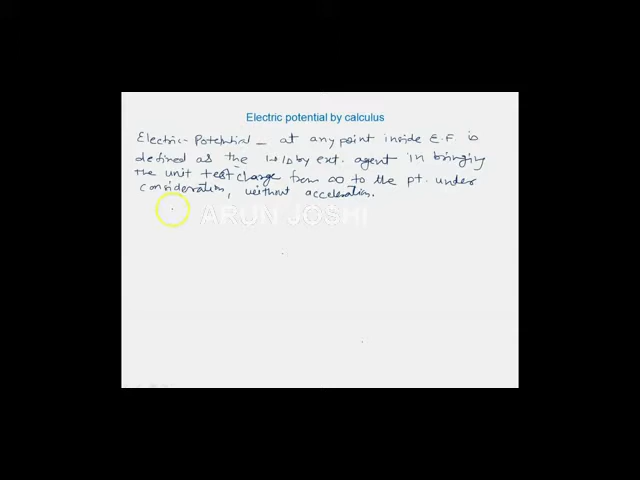 Electric potential by calculus
Electric-Potential - at any point inside E.F is
defined as the W/D by ext. agent in bringing
the unit test charge from ∞ to the pt. under
consideration, without acceleration.
ARUN JOSHI